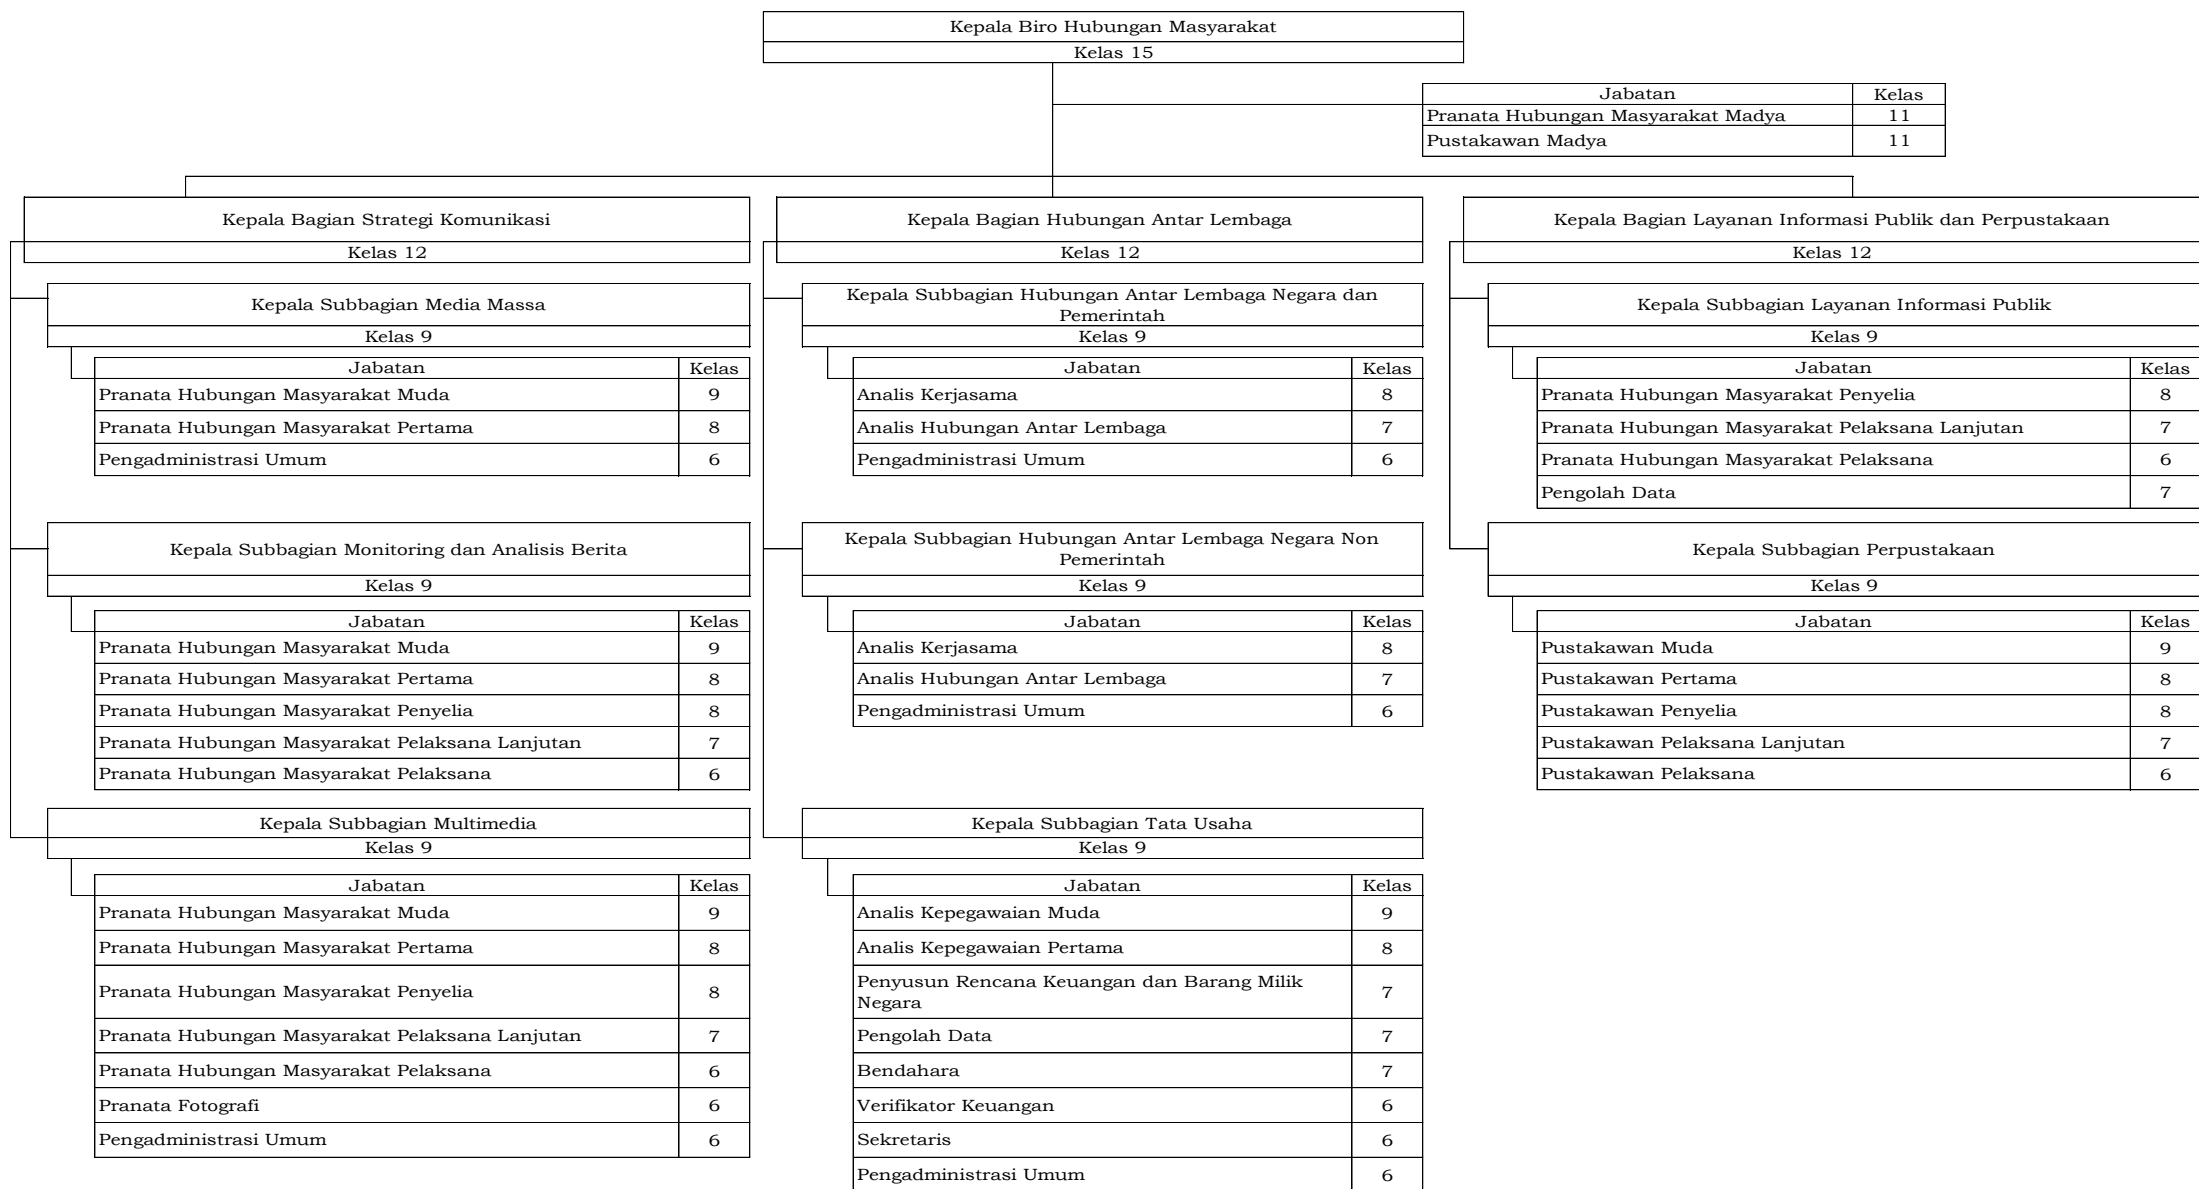 Kepala Biro Hubungan Masyarakat
Kelas 15
Jabatan Kelas
Pranata Hubungan Masyarakat Madya 11
Pustakawan Madya 11
Kepala Bagian Strategi Komunikasi
Kelas 12
Kepala Subbagian Media Massa
Kelas 9
Jabatan Kelas
Pranata Hubungan Masyarakat Muda 9
Pranata Hubungan Masyarakat Pertama 8
Pengadministrasi Umum 6
Kepala Subbagian Monitoring dan Analisis Berita
Kelas 9
Jabatan Kelas
Pranata Hubungan Masyarakat Muda 9
Pranata Hubungan Masyarakat Pertama 8
Pranata Hubungan Masyarakat Penyelia 8
Pranata Hubungan Masyarakat Pelaksana Lanjutan 7
Pranata Hubungan Masyarakat Pelaksana 6
Kepala Subbagian Multimedia
Kelas 9
Jabatan Kelas
Pranata Hubungan Masyarakat Muda 9
Pranata Hubungan Masyarakat Pertama 8
Pranata Hubungan Masyarakat Penyelia 8
Pranata Hubungan Masyarakat Pelaksana Lanjutan 7
Pranata Hubungan Masyarakat Pelaksana 6
Pranata Fotografi 6
Pengadministrasi Umum 6
Kepala Bagian Hubungan Antar Lembaga
Kelas 12
Kepala Subbagian Hubungan Antar Lembaga Negara dan
Pemerintah
Kelas 9
Jabatan Kelas
Analis Kerjasama 8
Analis Hubungan Antar Lembaga 7
Pengadministrasi Umum 6
Kepala Subbagian Hubungan Antar Lembaga Negara Non
Pemerintah
Kelas 9
Jabatan Kelas
Analis Kerjasama 8
Analis Hubungan Antar Lembaga 7
Pengadministrasi Umum 6
Kepala Subbagian Tata Usaha
Kelas 9
Jabatan Kelas
Analis Kepegawaian Muda 9
Analis Kepegawaian Pertama 8
Penyusun Rencana Keuangan dan Barang Milik
Negara 7
Pengolah Data 7
Bendahara 7
Verifikator Keuangan 6
Sekretaris 6
Pengadministrasi Umum 6
Kepala Bagian Layanan Informasi Publik dan Perpustakaan
Kelas 12
Kepala Subbagian Layanan Informasi Publik
Kelas 9
Jabatan Kelas
Pranata Hubungan Masyarakat Penyelia 8
Pranata Hubungan Masyarakat Pelaksana Lanjutan 7
Pranata Hubungan Masyarakat Pelaksana 6
Pengolah Data 7
Kepala Subbagian Perpustakaan
Kelas 9
Jabatan Kelas
Pustakawan Muda 9
Pustakawan Pertama 8
Pustakawan Penyelia 8
Pustakawan Pelaksana Lanjutan 7
Pustakawan Pelaksana 6